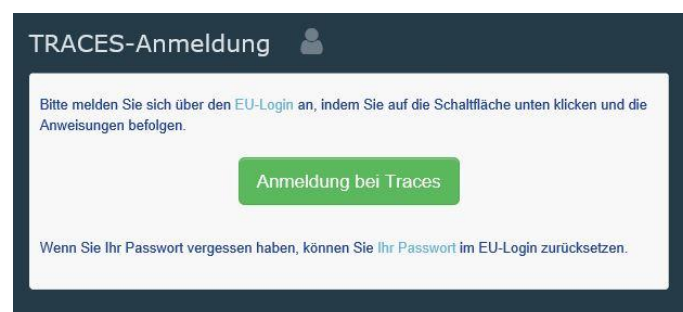 TRACES-Anmeldung
Bitte melden Sie sich über den EU-Login an, indem Sie auf die Schaltfläche unten klicken und die
Anweisungen befolgen.
Anmeldung bei Traces
Wenn Sie Ihr Passwort vergessen haben, können Sie Ihr Passwort im EU-Login zurücksetzen.